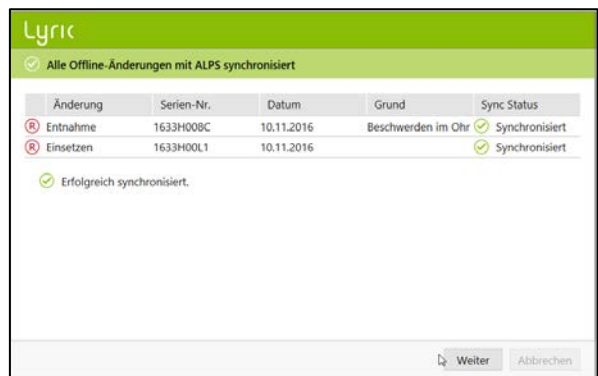 Lyric
Alle Offline-Änderungen mit ALPS synchronisiert
Änderung Serien-Nr. Datum Grund Sync Status
R Entnahme 1633H00BC 10.11.2016 Beschwerden im Ohr Synchronisiert
R Einsetzen 1633H00L1 10.11.2016 Synchronisiert
Erfolgreich synchronisiert.
Weiter Abbrechen